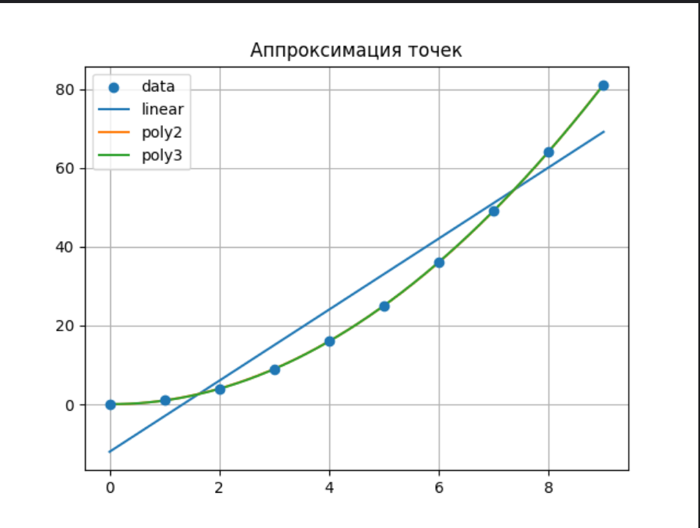 Аппроксимация точек
data
linear
poly2
poly3
80
60
40
20
0
0 2 4 6 8